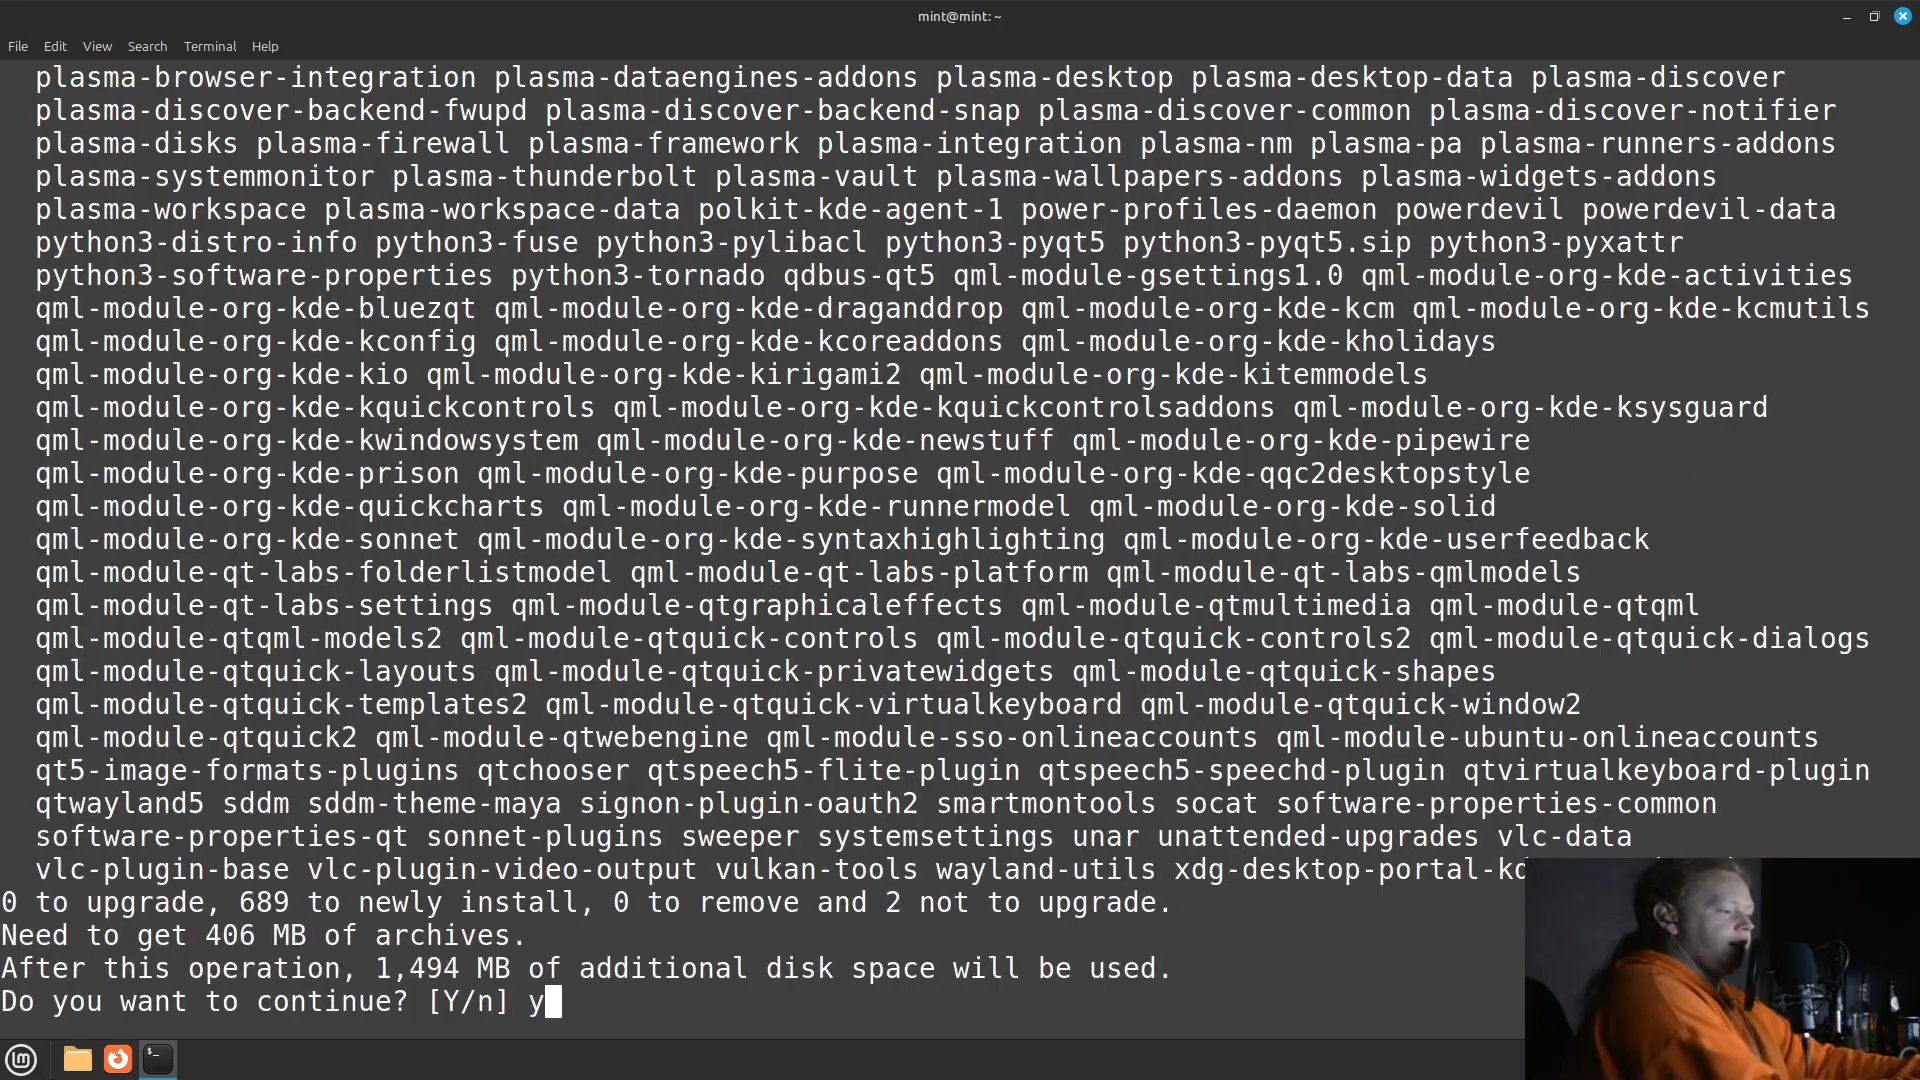 mint@mint: ~
File Edit View Search Terminal Help
plasma-browser-integration plasma-dataengines-addons plasma-desktop plasma-desktop-data plasma-discover
plasma-discover-backend-fwupd plasma-discover-backend-snap plasma-discover-common plasma-discover-notifier
plasma-disks plasma-firewall plasma-framework plasma-integration plasma-nm plasma-pa plasma-runners-addons
plasma-systemmonitor plasma-thunderbolt plasma-vault plasma-wallpapers-addons plasma-widgets-addons
plasma-workspace plasma-workspace-data polkit-kde-agent-1 power-profiles-daemon powerdevil powerdevil-data
python3-distro-info python3-fuse python3-pylibacl python3-pyqt5 python3-pyqt5.sip python3-pyxattr
python3-software-properties python3-tornado qdbus-qt5 qml-module-gsettings1.0 qml-module-org-kde-activities
qml-module-org-kde-bluezqt qml-module-org-kde-draganddrop qml-module-org-kde-kcm qml-module-org-kde-kcmutils
qml-module-org-kde-kconfig qml-module-org-kde-kcoreaddons qml-module-org-kde-kholidays
qml-module-org-kde-kio qml-module-org-kde-kirigami2 qml-module-org-kde-kitemmodels
qml-module-org-kde-kquickcontrols qml-module-org-kde-kquickcontrolsaddons qml-module-org-kde-ksysguard
qml-module-org-kde-kwindowsystem qml-module-org-kde-newstuff qml-module-org-kde-pipewire
qml-module-org-kde-prison qml-module-org-kde-purpose qml-module-org-kde-qqc2desktopstyle
qml-module-org-kde-quickcharts qml-module-org-kde-runnermodel qml-module-org-kde-solid
qml-module-org-kde-sonnet qml-module-org-kde-syntaxhighlighting qml-module-org-kde-userfeedback
qml-module-qt-labs-folderlistmodel qml-module-qt-labs-platform qml-module-qt-labs-qmlmodels
qml-module-qt-labs-settings qml-module-qtgraphicaleffects qml-module-qtmultimedia qml-module-qtqml
qml-module-qtqml-models2 qml-module-qtquick-controls qml-module-qtquick-controls2 qml-module-qtquick-dialogs
qml-module-qtquick-layouts qml-module-qtquick-privatewidgets qml-module-qtquick-shapes
qml-module-qtquick-templates2 qml-module-qtquick-virtualkeyboard qml-module-qtquick-window2
qml-module-qtquick2 qml-module-qtwebengine qml-module-sso-onlineaccounts qml-module-ubuntu-onlineaccounts
qt5-image-formats-plugins qtchooser qtspeech5-flite-plugin qtspeech5-speechd-plugin qtvirtualkeyboard-plugin
qtwayland5 sddm sddm-theme-maya signon-plugin-oauth2 smartmontools socat software-properties-common
software-properties-qt sonnet-plugins sweeper systemsettings unar unattended-upgrades vlc-data
vlc-plugin-base vlc-plugin-video-output vulkan-tools wayland-utils xdg-desktop-portal-kd
0 to upgrade, 689 to newly install, 0 to remove and 2 not to upgrade.
Need to get 406 MB of archives.
After this operation, 1,494 MB of additional disk space will be used.
Do you want to continue? [Y/n] y